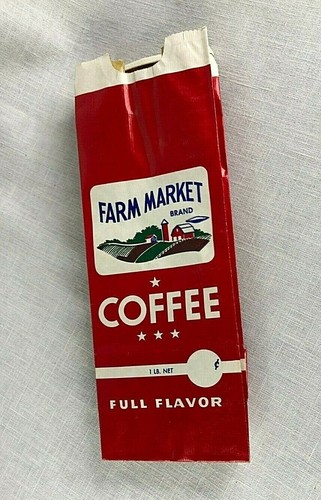 FARM MARKET
BRAND
COFFEE
1 LB. NET
¢
FULL FLAVOR